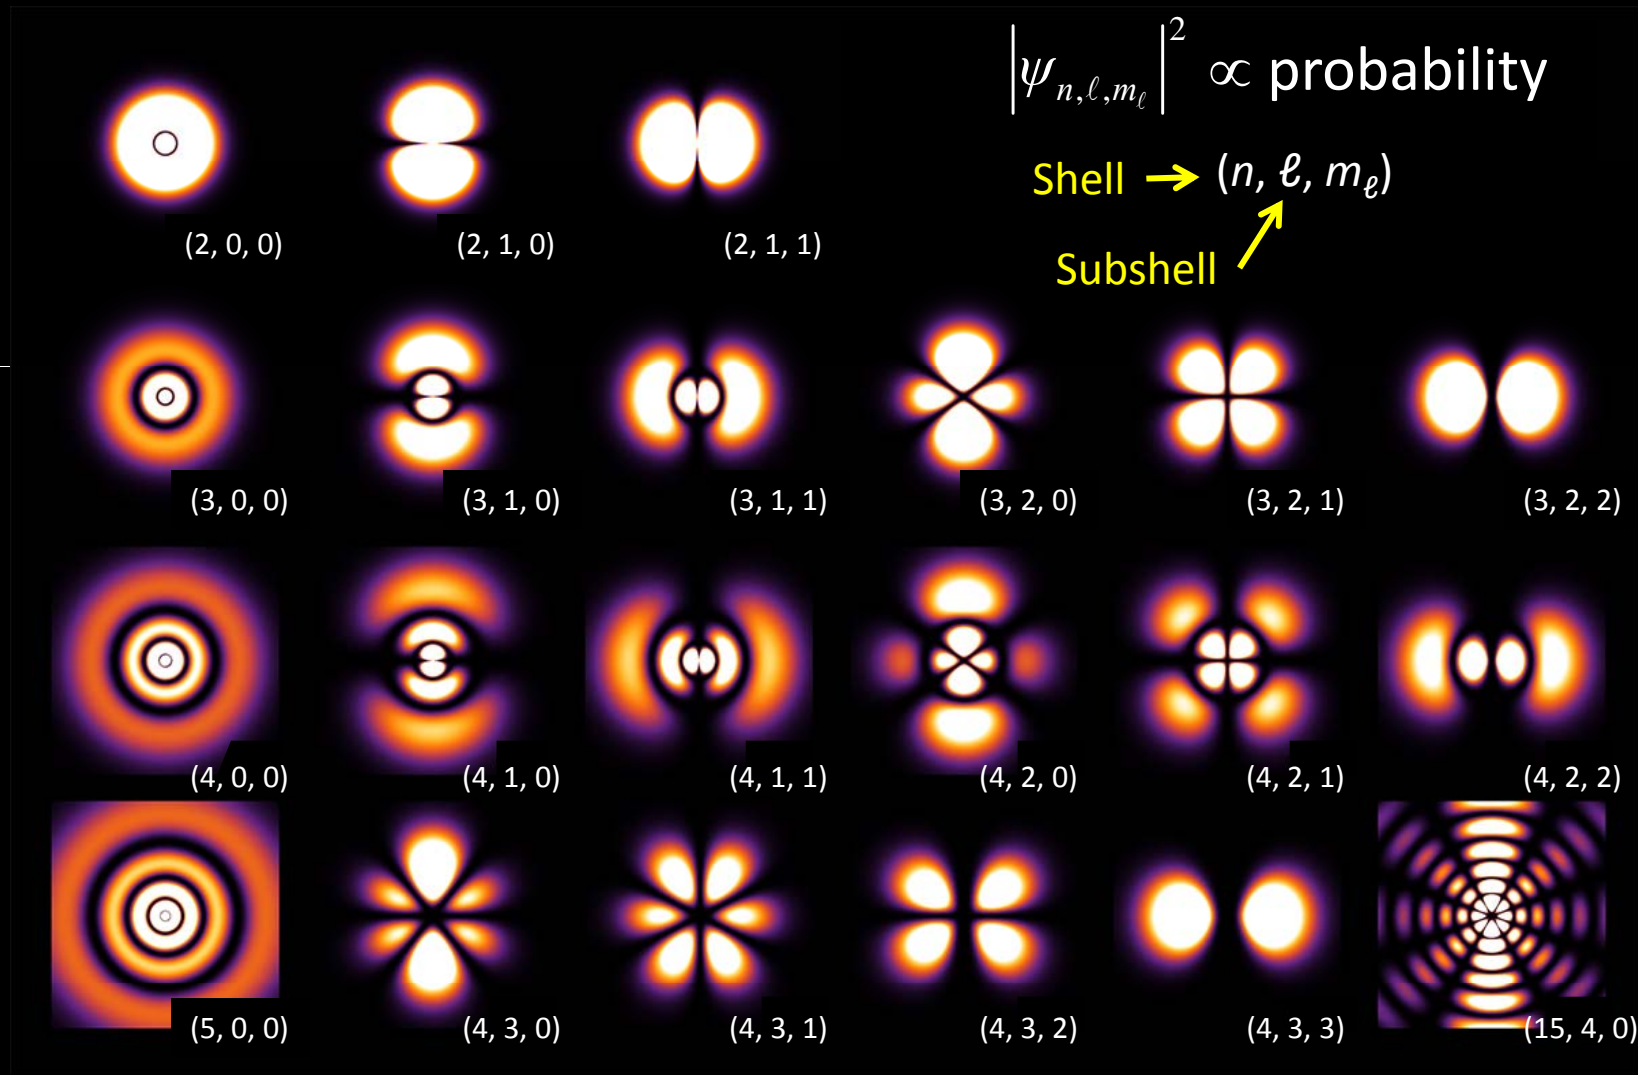 |ψn,ℓ,mℓ|² ∝ probability
Shell → (n, ℓ, mℓ)
Subshell
(2, 0, 0) (2, 1, 0) (2, 1, 1)
(3, 0, 0) (3, 1, 0) (3, 1, 1) (3, 2, 0) (3, 2, 1) (3, 2, 2)
(4, 0, 0) (4, 1, 0) (4, 1, 1) (4, 2, 0) (4, 2, 1) (4, 2, 2)
(5, 0, 0) (4, 3, 0) (4, 3, 1) (4, 3, 2) (4, 3, 3) (15, 4, 0)